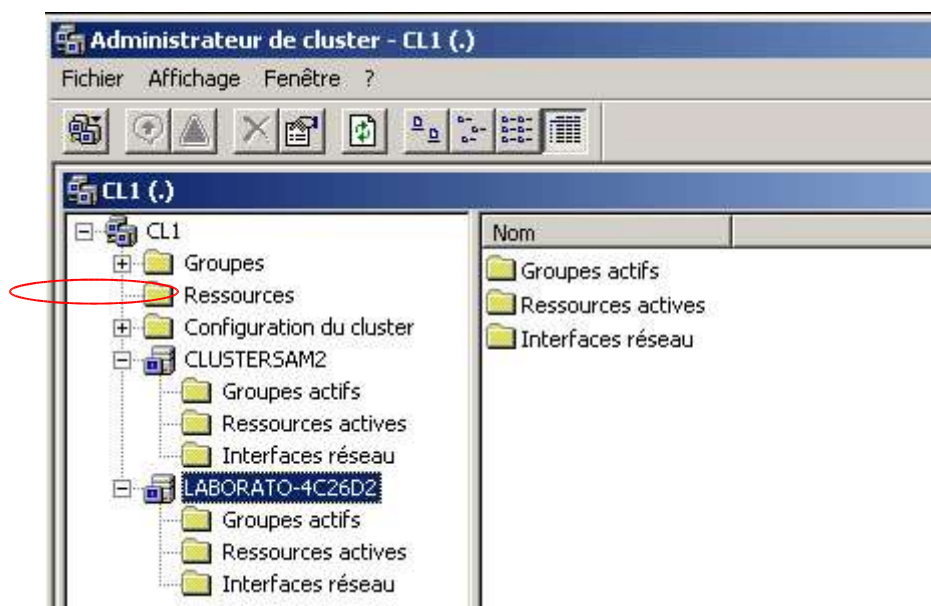 Administrateur de cluster - CL1 (.)
Fichier Affichage Fenêtre ?
CL1 (.)
CL1
Groupes
Ressources
Configuration du cluster
CLUSTERSAM2
Groupes actifs
Ressources actives
Interfaces réseau
LABORATO-4C26D2
Groupes actifs
Ressources actives
Interfaces réseau
Nom
Groupes actifs
Ressources actives
Interfaces réseau